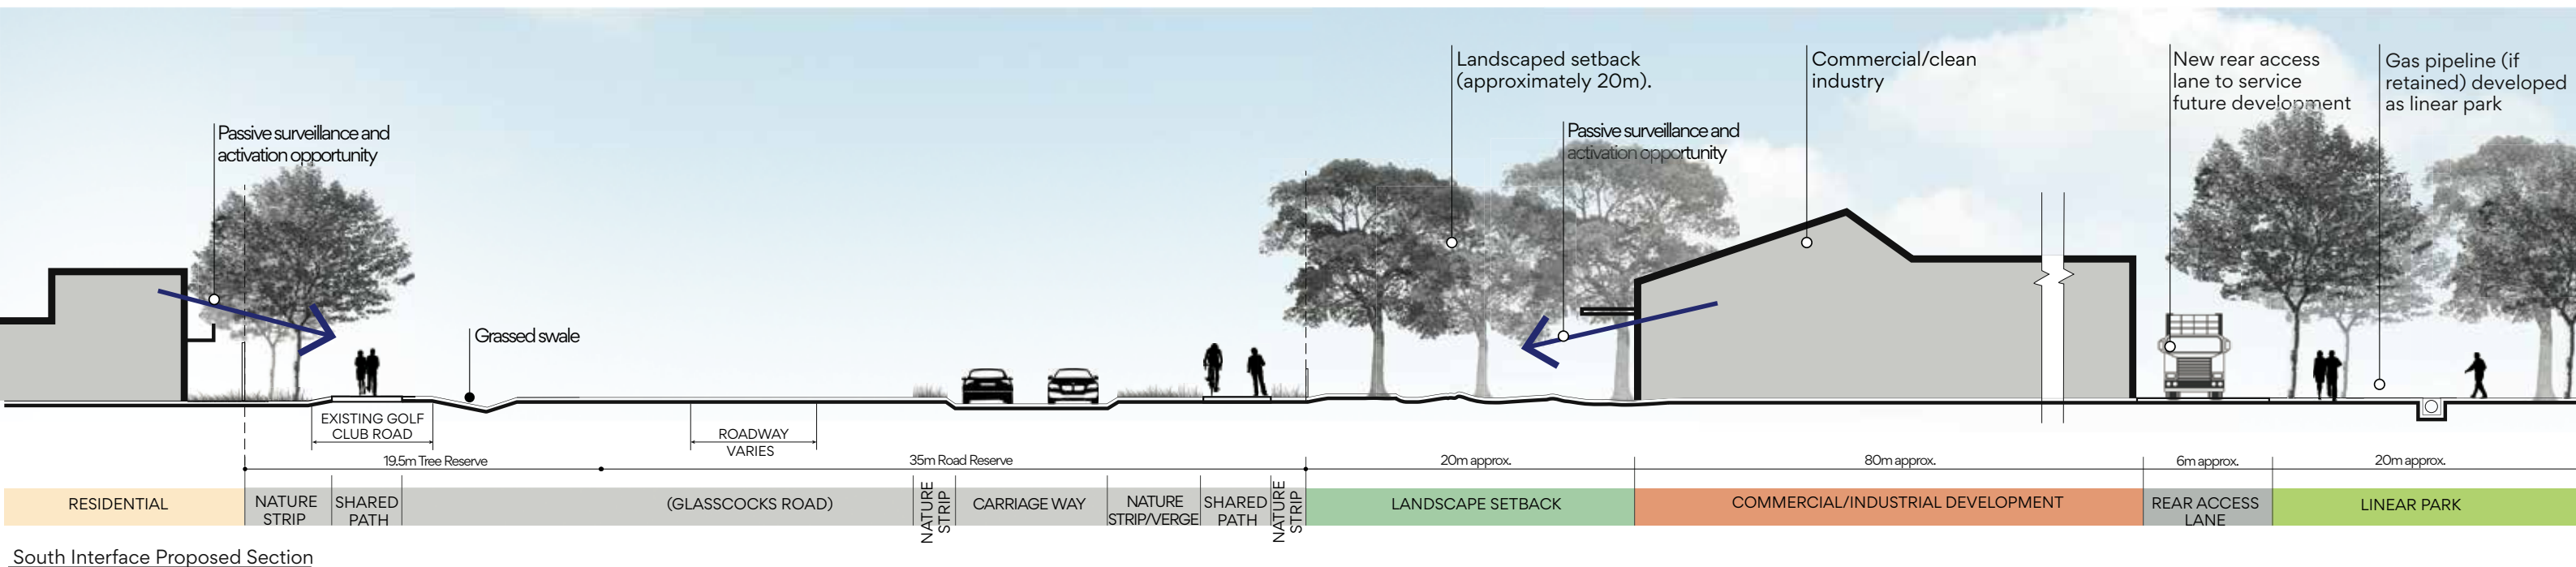 Landscaped setback
(approximately 20m).
Commercial/clean
industry
New rear access
lane to service
future development
Gas pipeline (if
retained) developed
as linear park
Passive surveillance and
activation opportunity
Passive surveillance and
activation opportunity
Grassed swale
EXISTING GOLF
CLUB ROAD
ROADWAY
VARIES
19.5m Tree Reserve
35m Road Reserve
20m approx.
80m approx.
6m approx.
20m approx.
RESIDENTIAL
NATURE
STRIP
SHARED
PATH
(GLASSCOCKS ROAD)
NATURE
STRIP
CARRIAGE WAY
NATURE
STRIP/VERGE
SHARED
PATH
NATURE
STRIP
LANDSCAPE SETBACK
COMMERCIAL/INDUSTRIAL DEVELOPMENT
REAR ACCESS
LANE
LINEAR PARK
South Interface Proposed Section